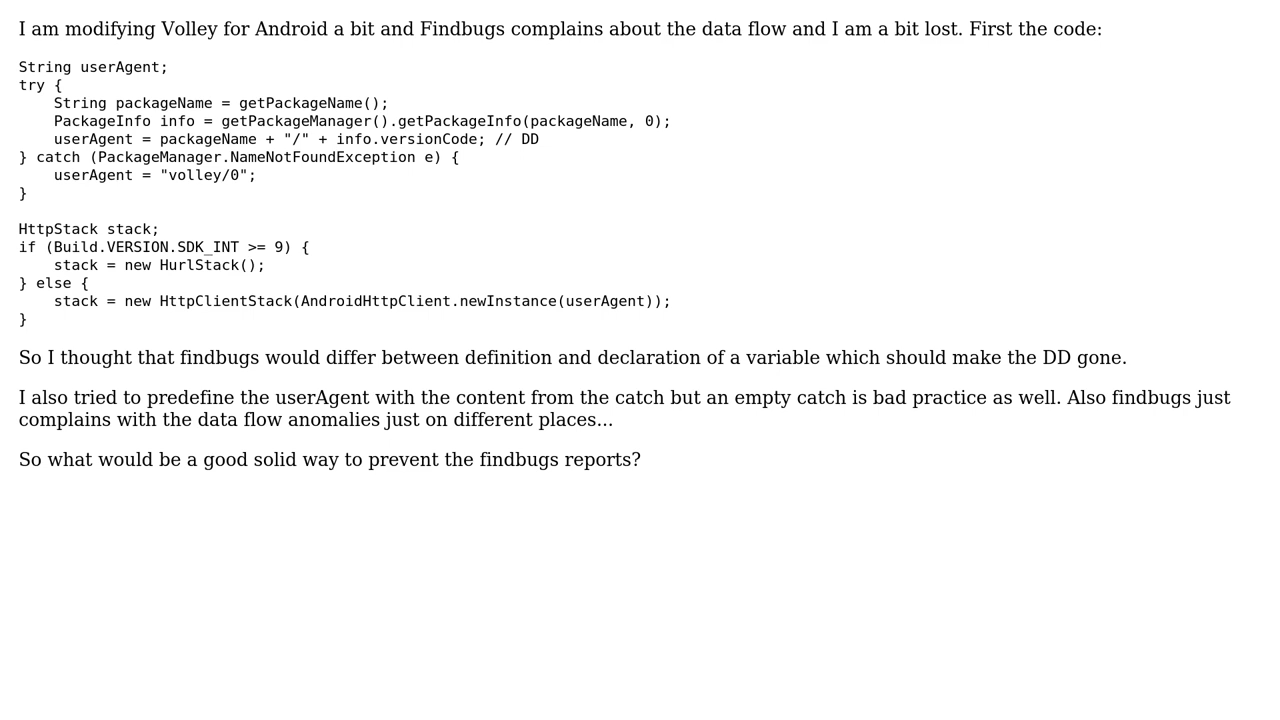 I am modifying Volley for Android a bit and Findbugs complains about the data flow and I am a bit lost. First the code:
String userAgent;
try {
    String packageName = getPackageName();
    PackageInfo info = getPackageManager().getPackageInfo(packageName, 0);
    userAgent = packageName + "/" + info.versionCode; // DD
} catch (PackageManager.NameNotFoundException e) {
    userAgent = "volley/0";
}
HttpStack stack;
if (Build.VERSION.SDK_INT >= 9) {
    stack = new HurlStack();
} else {
    stack = new HttpClientStack(AndroidHttpClient.newInstance(userAgent));
}
So I thought that findbugs would differ between definition and declaration of a variable which should make the DD gone.
I also tried to predefine the userAgent with the content from the catch but an empty catch is bad practice as well. Also findbugs just
complains with the data flow anomalies just on different places...
So what would be a good solid way to prevent the findbugs reports?